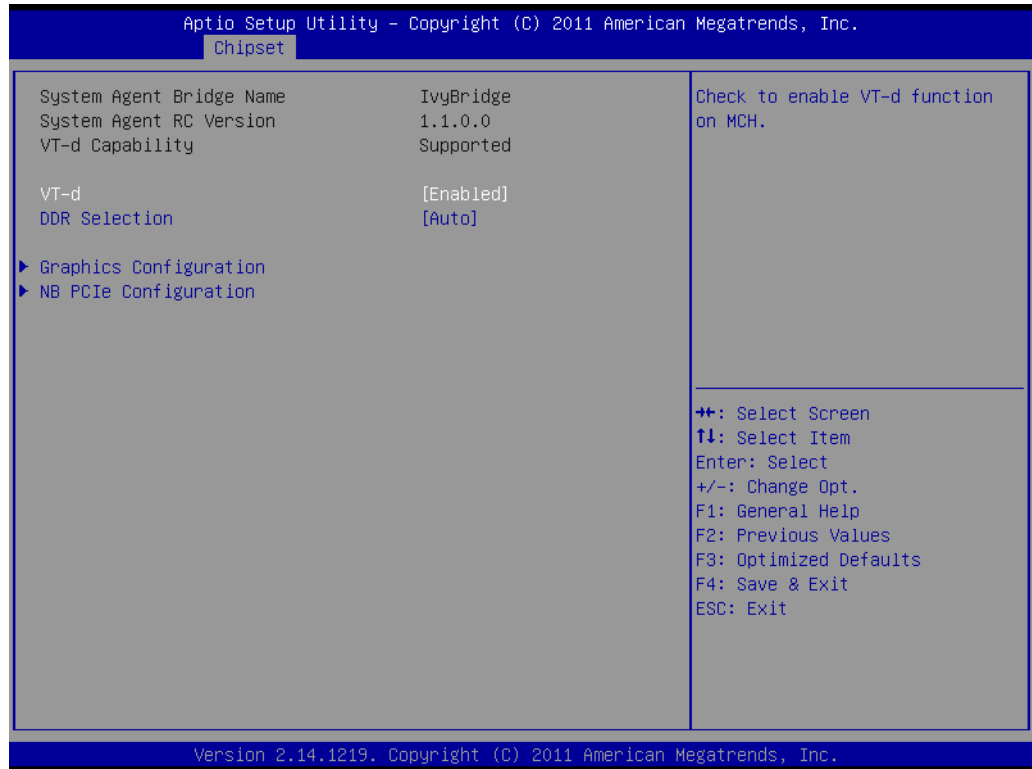 Aptio Setup Utility – Copyright (C) 2011 American Megatrends, Inc.
Chipset
System Agent Bridge Name IvyBridge
System Agent RC Version 1.1.0.0
VT-d Capability Supported
VT-d [Enabled]
DDR Selection [Auto]
▶ Graphics Configuration
▶ NB PCIe Configuration
Check to enable VT-d function
on MCH.
→←: Select Screen
↑↓: Select Item
Enter: Select
+/-: Change Opt.
F1: General Help
F2: Previous Values
F3: Optimized Defaults
F4: Save & Exit
ESC: Exit
Version 2.14.1219. Copyright (C) 2011 American Megatrends, Inc.